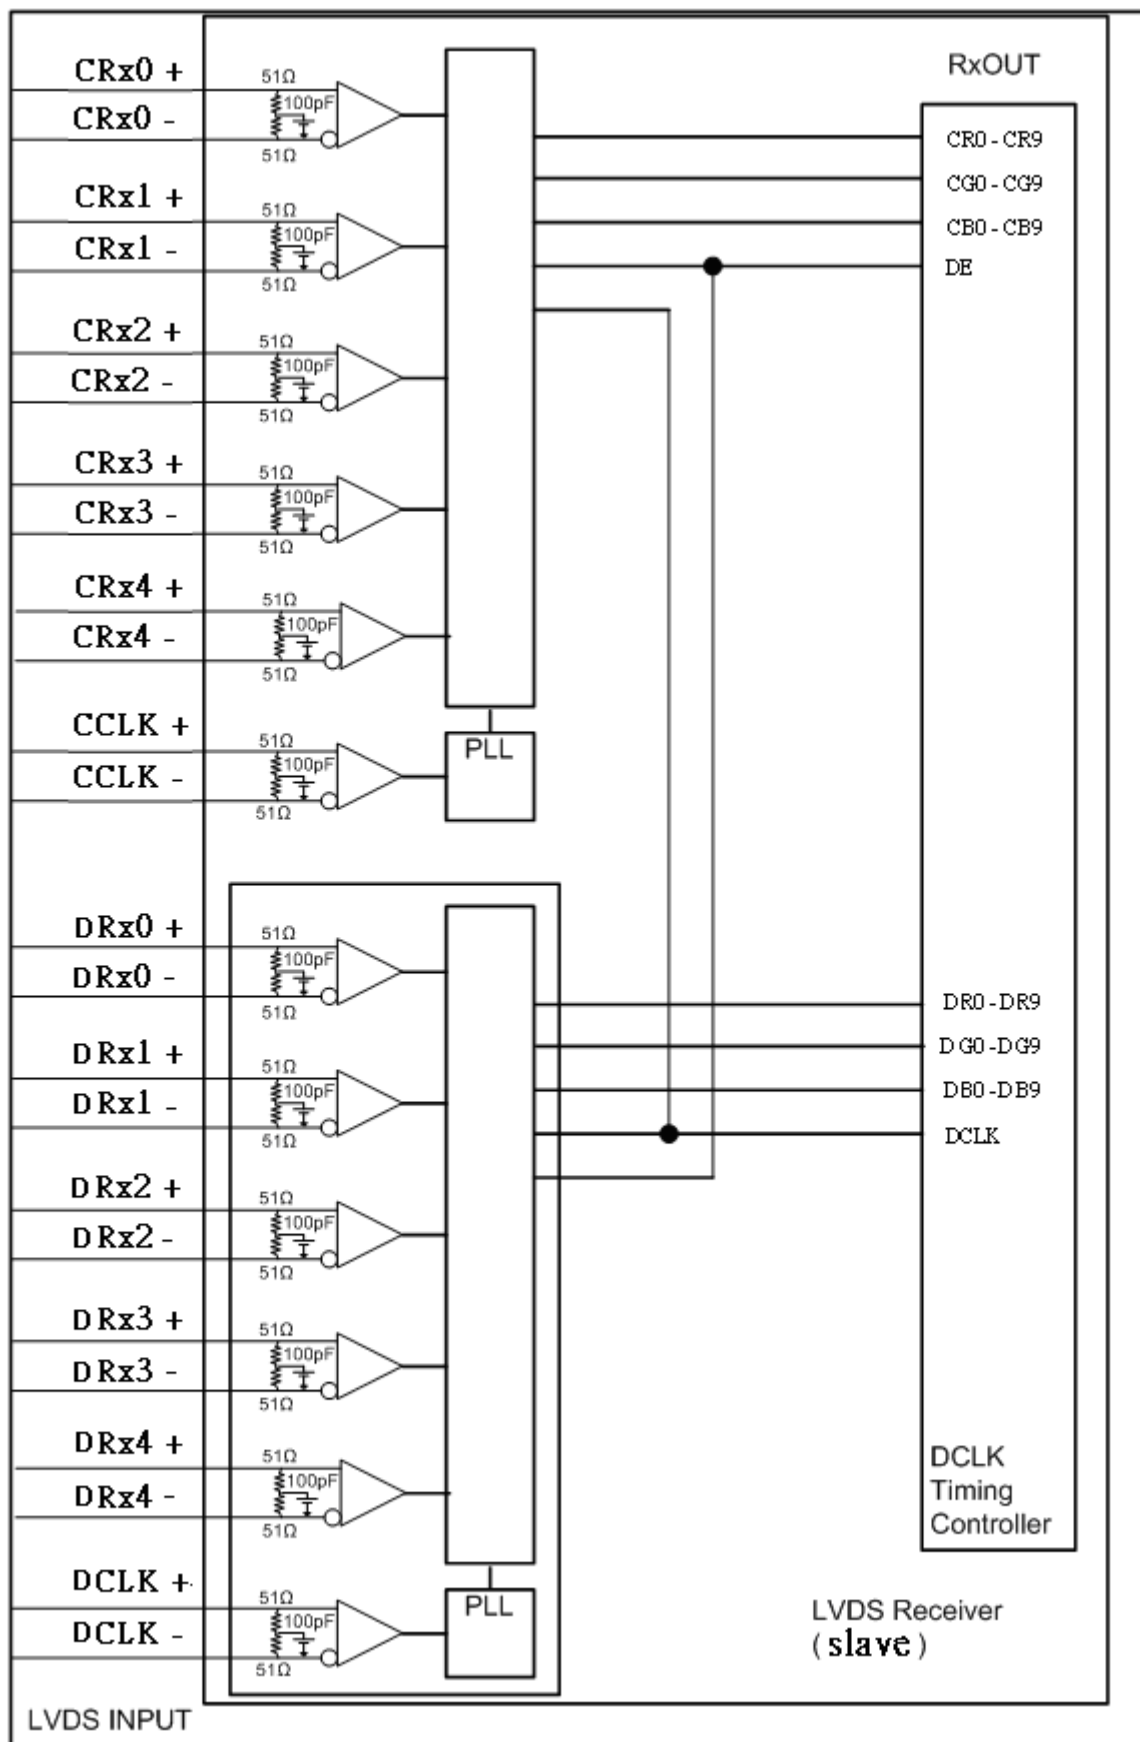 RxOUT
CRx0 +
51Ω
100pF
CRx0 -
51Ω
CR0 - CR9
CRx1 +
51Ω
100pF
CRx1 -
51Ω
CG0 - CG9
CB0 - CB9
DE
CRx2 +
51Ω
100pF
CRx2 -
51Ω
CRx3 +
51Ω
100pF
CRx3 -
51Ω
CRx4 +
51Ω
100pF
CRx4 -
51Ω
CCLK +
51Ω
100pF
CCLK -
51Ω
PLL
DRx0 +
51Ω
100pF
DRx0 -
51Ω
DR0 -DR9
DRx1 +
51Ω
100pF
DRx1 -
51Ω
DG0 -DG9
DB0 -DB9
DCLK
DRx2 +
51Ω
100pF
DRx2 -
51Ω
DRx3 +
51Ω
100pF
DRx3 -
51Ω
DRx4 +
51Ω
100pF
DRx4 -
51Ω
DCLK
Timing
Controller
DCLK +
51Ω
100pF
DCLK -
51Ω
PLL
LVDS Receiver
(slave)
LVDS INPUT